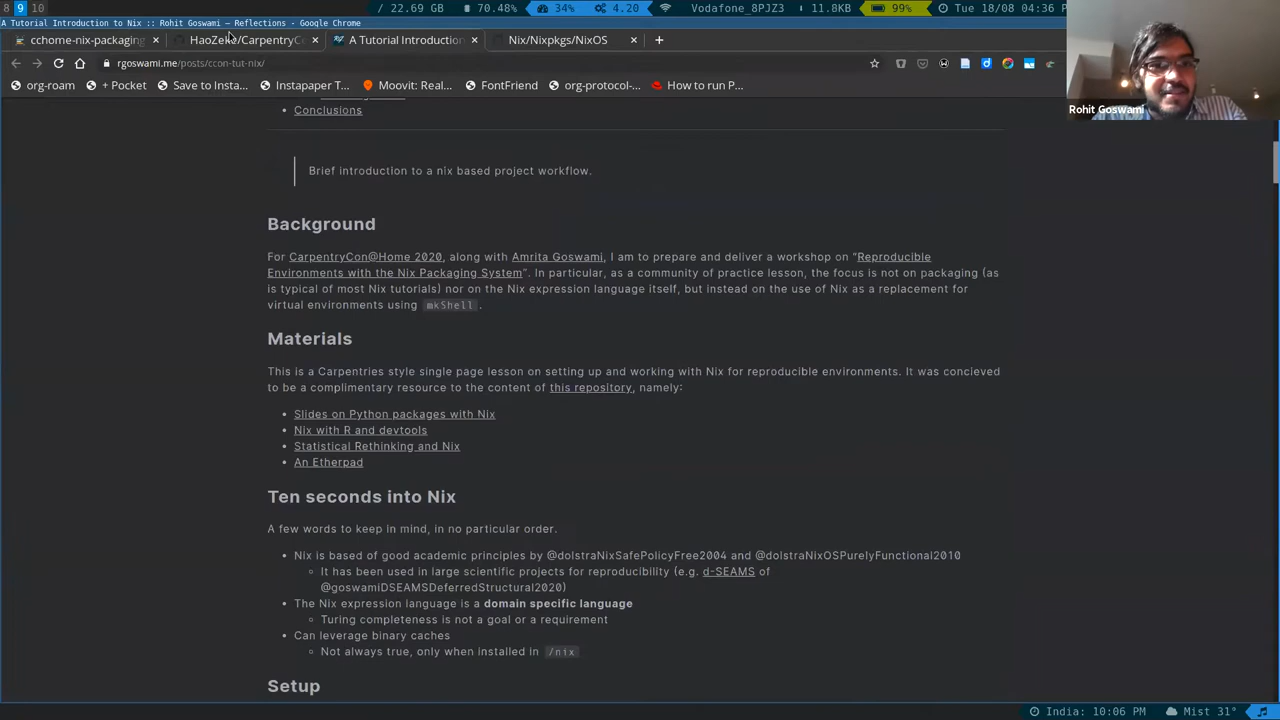 8 9 10
/ 22.69 GB 70.48% 34% 4.20 Vodafone_8PJZ3 11.8KB 99% Tue 18/08 04:36 PM
A Tutorial Introduction to Nix :: Rohit Goswami — Reflections - Google Chrome
cchome-nix-packaging × HaoZeke/CarpentryC × A Tutorial Introduction × Nix/Nixpkgs/NixOS × +
rgoswami.me/posts/ccon-tut-nix/
org-roam + Pocket Save to Insta... Instapaper T... Moovit: Real... FontFriend org-protocol-... How to run P...
Rohit Goswami
Conclusions
Brief introduction to a nix based project workflow.
Background
For CarpentryCon@Home 2020, along with Amrita Goswami, I am to prepare and deliver a workshop on "Reproducible
Environments with the Nix Packaging System". In particular, as a community of practice lesson, the focus is not on packaging (as
is typical of most Nix tutorials) nor on the Nix expression language itself, but instead on the use of Nix as a replacement for
virtual environments using mkShell.
Materials
This is a Carpentries style single page lesson on setting up and working with Nix for reproducible environments. It was concieved
to be a complimentary resource to the content of this repository, namely:
• Slides on Python packages with Nix
• Nix with R and devtools
• Statistical Rethinking and Nix
• An Etherpad
Ten seconds into Nix
A few words to keep in mind, in no particular order.
• Nix is based of good academic principles by @dolstraNixSafePolicyFree2004 and @dolstraNixOSPurelyFunctional2010
◦ It has been used in large scientific projects for reproducibility (e.g. d-SEAMS of
@goswamiDSEAMSDeferredStructural2020)
• The Nix expression language is a domain specific language
◦ Turing completeness is not a goal or a requirement
• Can leverage binary caches
◦ Not always true, only when installed in /nix
Setup
India: 10:06 PM Mist 31°